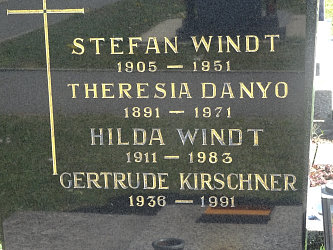 STEFAN WINDT
1905 — 1951
THERESIA DANYO
1891 — 1971
HILDA WINDT
1911 — 1983
GERTRUDE KIRSCHNER
1936 — 1991